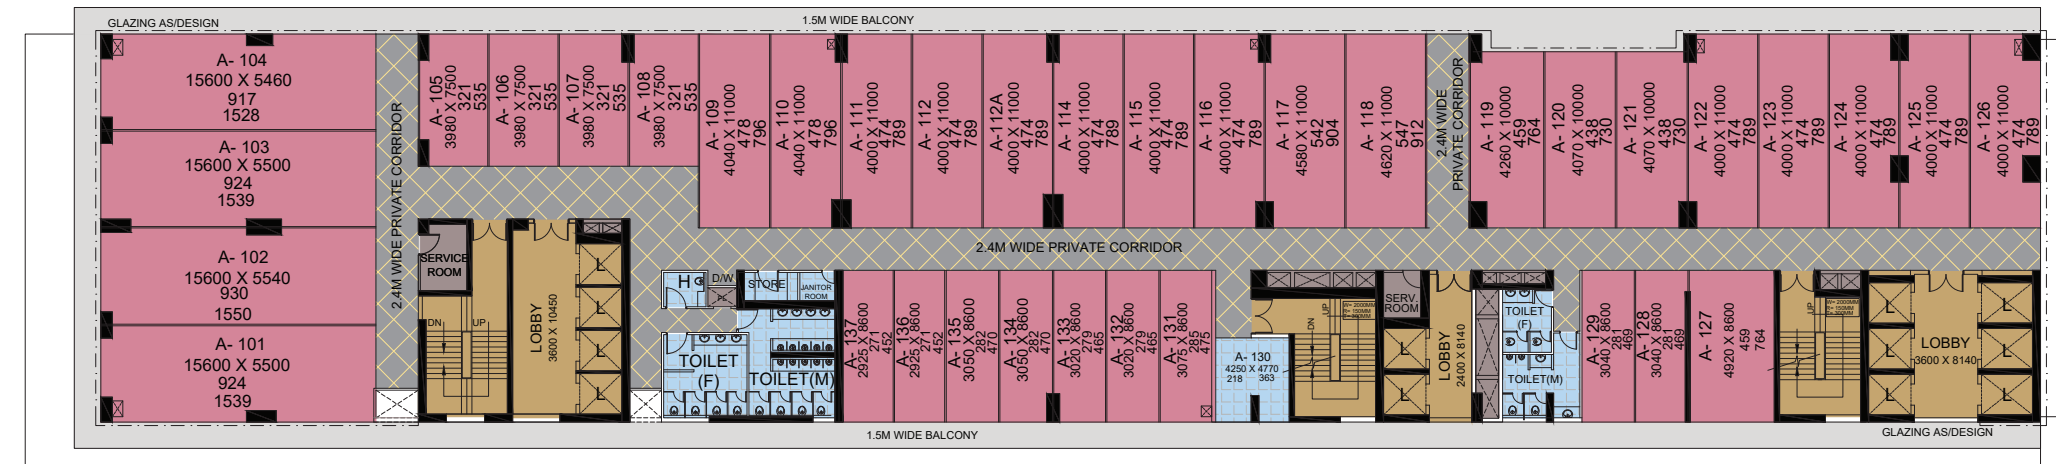 GLAZING AS/DESIGN
1.5M WIDE BALCONY
A- 104
15600 X 5460
917
1528
A- 103
15600 X 5500
924
1539
A- 102
15600 X 5540
930
1550
A- 101
15600 X 5500
924
1539
2.4M WIDE PRIVATE CORRIDOR
A- 105
3980 X 7500
321
535
A- 106
3980 X 7500
321
535
A- 107
3980 X 7500
321
535
A- 108
3980 X 7500
321
535
A- 109
4040 X 11000
478
796
A- 110
4040 X 11000
478
796
A- 111
4000 X 11000
474
789
A- 112
4000 X 11000
474
789
A- 112A
4000 X 11000
474
789
A- 114
4000 X 11000
474
789
A- 115
4000 X 11000
474
789
A- 116
4000 X 11000
474
789
A- 117
4580 X 11000
542
904
A- 118
4620 X 11000
547
912
2.4M WIDE
PRIVATE CORRIDOR
A- 119
4260 X 10000
459
764
A- 120
4070 X 10000
438
730
A- 121
4070 X 10000
438
730
A- 122
4000 X 11000
474
789
A- 123
4000 X 11000
474
789
A- 124
4000 X 11000
474
789
A- 125
4000 X 11000
474
789
A- 126
4000 X 11000
474
789
2.4M WIDE PRIVATE CORRIDOR
SERVICE
ROOM
DN
UP
LOBBY
3600 X 10450
L
L
L
L
H
D/W
STORE
JANITOR
ROOM
TOILET
(F)
TOILET(M)
A- 137
2925 X 8600
271
452
A- 136
2925 X 8600
271
452
A- 135
3050 X 8600
282
470
A- 134
3050 X 8600
282
470
A- 133
3020 X 8600
279
465
A- 132
3020 X 8600
279
465
A- 131
3075 X 8600
285
475
A- 130
4250 X 4770
218 363
DN
UP
SERV.
ROOM
L
L
LOBBY
2400 X 8140
TOILET
(F)
TOILET(M)
A- 129
3040 X 8600
281
469
A- 128
3040 X 8600
281
469
A- 127
4920 X 8600
459
764
UP
L
L
L
LOBBY
3600 X 8140
L
L
L
1.5M WIDE BALCONY
GLAZING AS/DESIGN